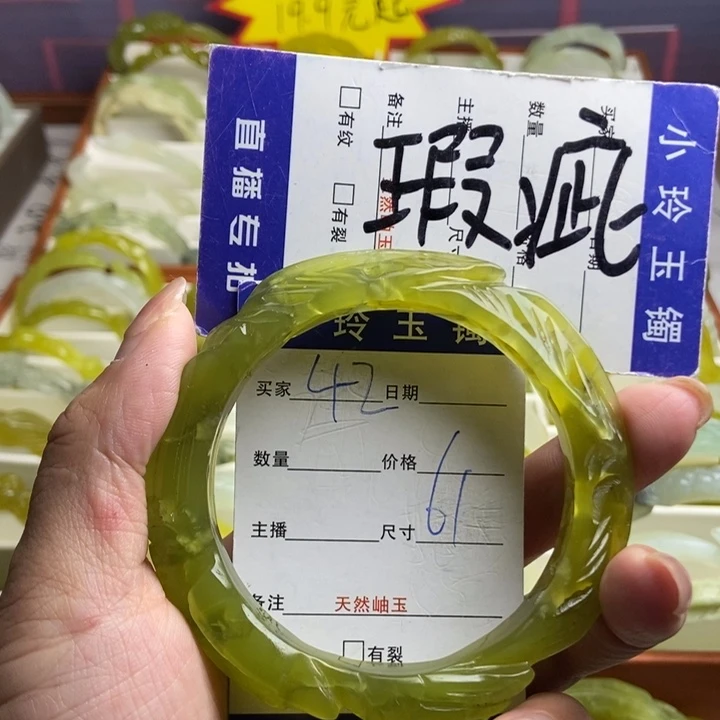 19.9元起
小玲玉镯
直播专拍
瑕疵
买家
数量
主播
备注
有纹
有裂
日期
尺寸
玲玉镯
买家 42 日期
数量 价格
主播 尺寸 61
备注 天然岫玉
有裂